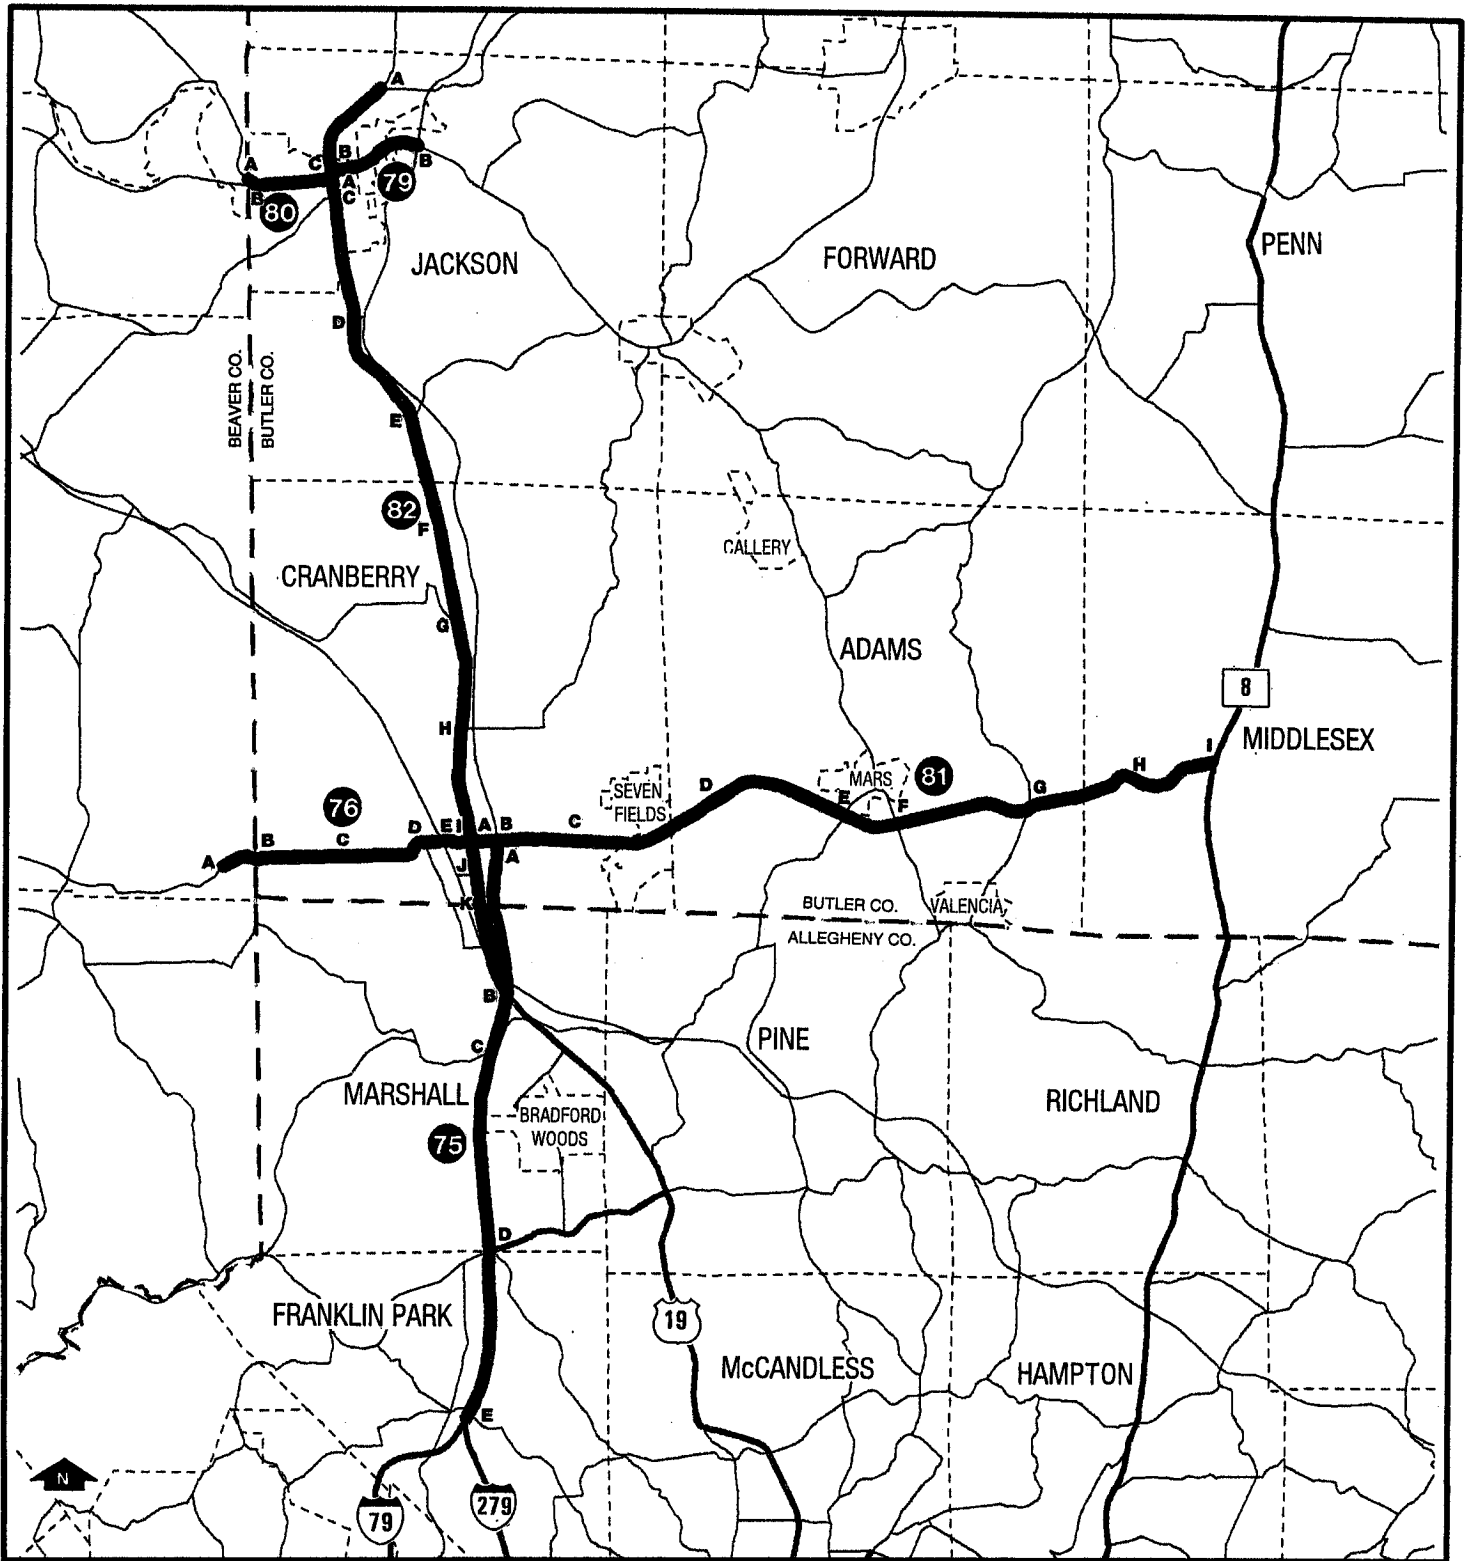 A
A
C
B
B
B
A
C
79
80
JACKSON
FORWARD
PENN
D
BEAVER CO.
BUTLER CO.
E
82
F
CALLERY
CRANBERRY
G
ADAMS
8
H
MIDDLESEX
I
76
SEVEN
FIELDS
D
MARS
81
H
G
E
F
A
B
C
D
E
I
A
B
C
J
A
K
BUTLER CO.
VALENCIA
ALLEGHENY CO.
B
PINE
C
MARSHALL
RICHLAND
BRADFORD
WOODS
75
D
FRANKLIN PARK
19
McCANDLESS
HAMPTON
E
N
79
279